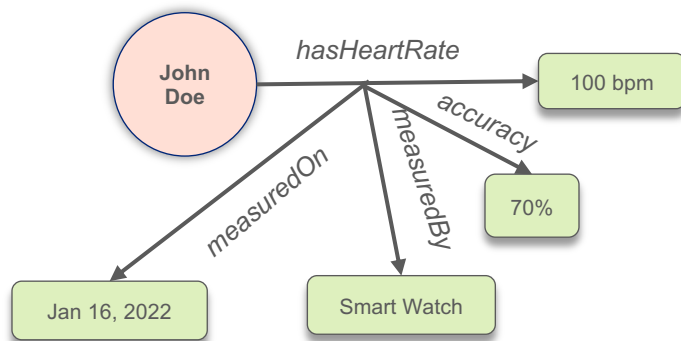 hasHeartRate
John
Doe
100 bpm
accuracy
measuredBy
measuredOn
70%
Jan 16, 2022
Smart Watch